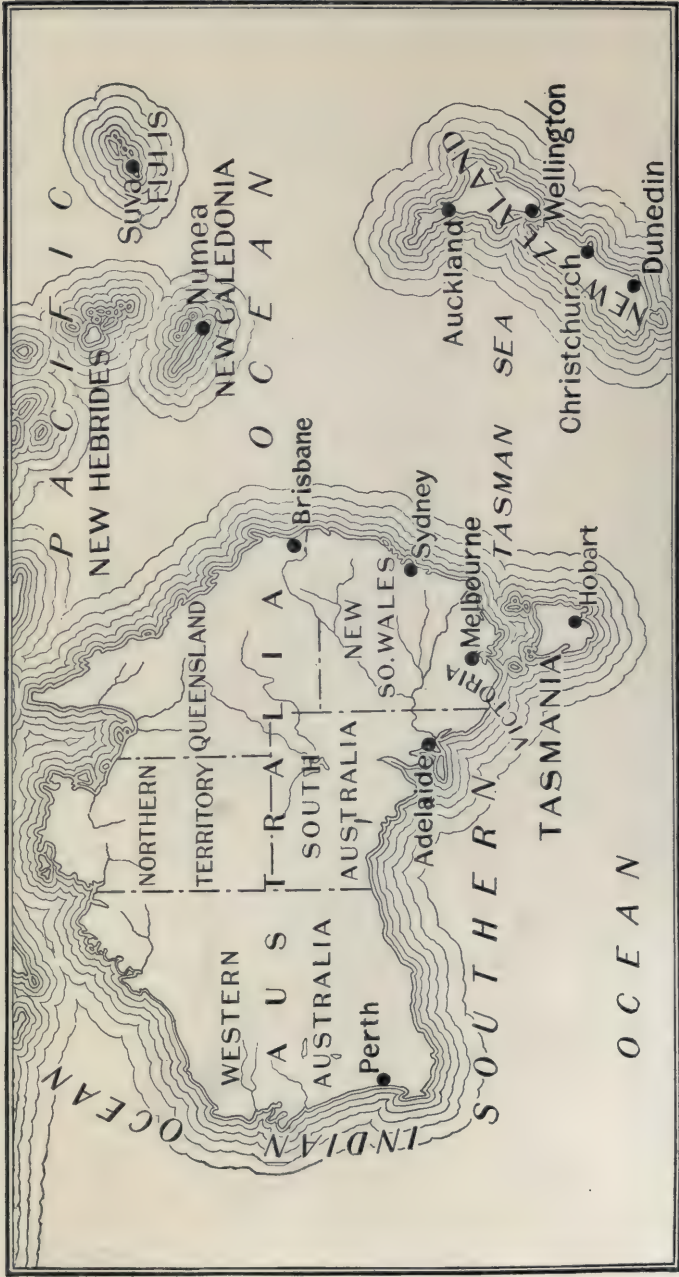 PACIFIC
OCEAN
NEW HEBRIDES
Suva
FIJI IS
Numea
NEW CALEDONIA
INDIAN
OCEAN
NORTHERN
TERRITORY
QUEENSLAND
Brisbane
WESTERN
AUSTRALIA
AUSTRALIA
Perth
SOUTH
AUSTRALIA
Adelaide
NEW
SO. WALES
Sydney
VICTORIA
Melbourne
TASMAN SEA
TASMANIA
Hobart
SOUTHERN
OCEAN
NEW ZEALAND
Auckland
Wellington
Christchurch
Dunedin